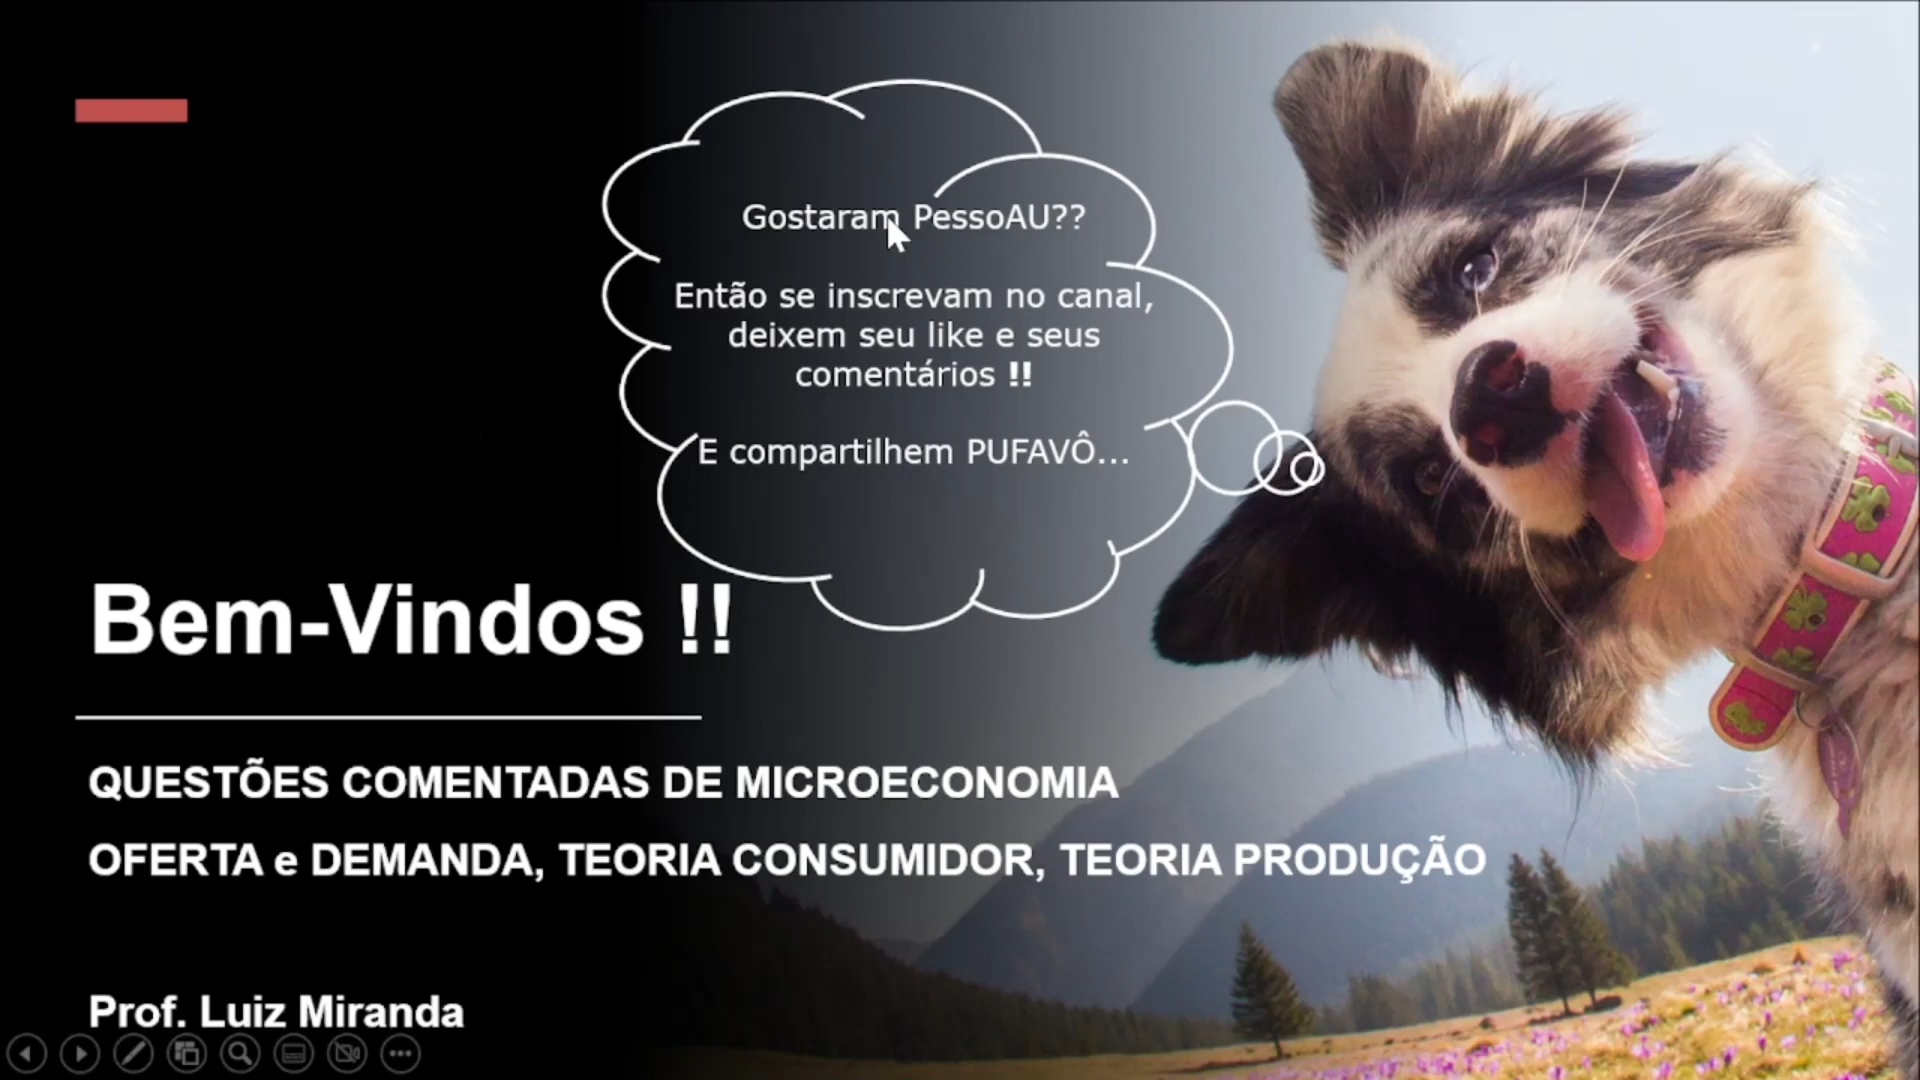 Gostaram PessoAU??
Então se inscrevam no canal,
deixem seu like e seus
comentários !!
E compartilhem PUFAVÔ...
Bem-Vindos !!
QUESTÕES COMENTADAS DE MICROECONOMIA
OFERTA e DEMANDA, TEORIA CONSUMIDOR, TEORIA PRODUÇÃO
Prof. Luiz Miranda